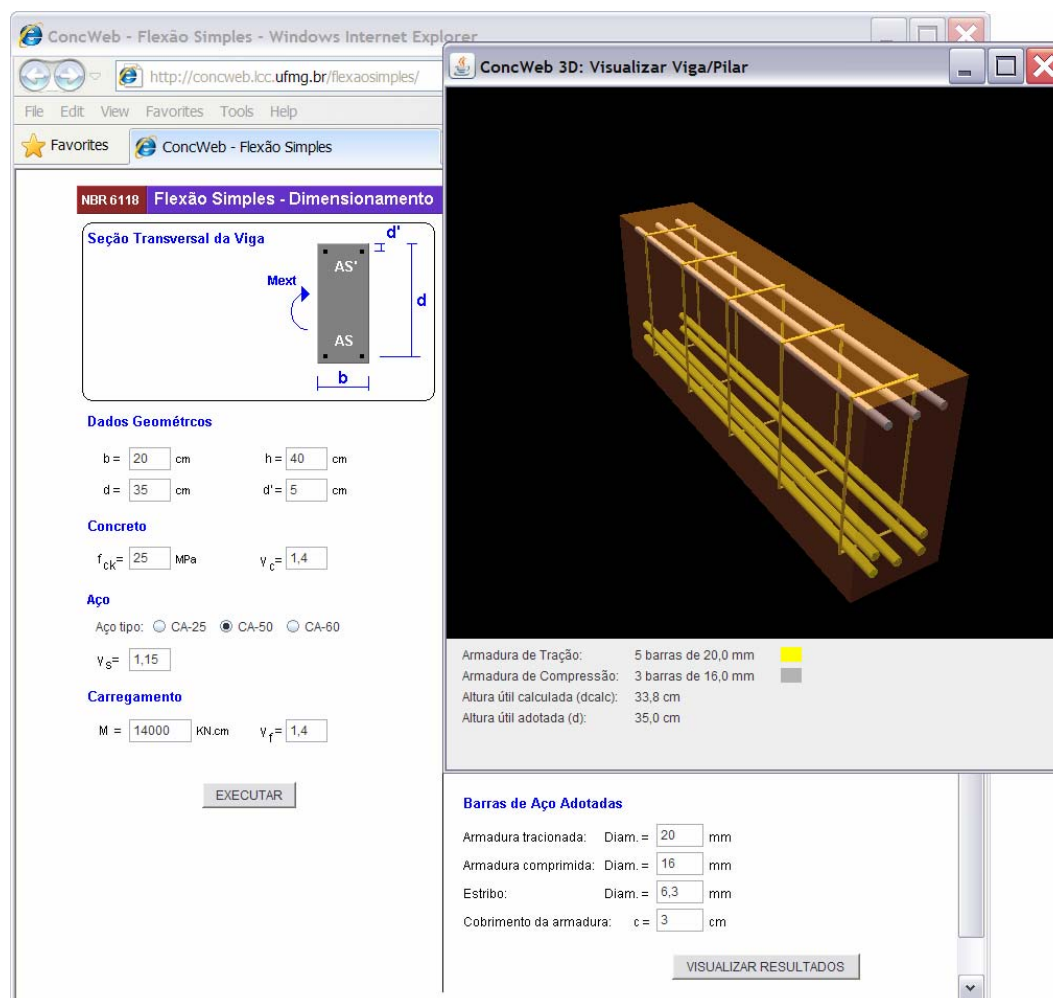 ConcWeb - Flexão Simples - Windows Internet Explorer
http://concweb.lcc.ufmg.br/flexaosimples/
File Edit View Favorites Tools Help
Favorites
ConcWeb - Flexão Simples
NBR 6118 Flexão Simples - Dimensionamento
Seção Transversal da Viga
d'
AS'
Mext
d
AS
b
Dados Geométrcos
b = 20 cm h = 40 cm
d = 35 cm d' = 5 cm
Concreto
fck= 25 MPa γc= 1,4
Aço
Aço tipo: CA-25 CA-50 CA-60
γs= 1,15
Carregamento
M = 14000 KN.cm γf= 1,4
EXECUTAR
ConcWeb 3D: Visualizar Viga/Pilar
Armadura de Tração: 5 barras de 20,0 mm
Armadura de Compressão: 3 barras de 16,0 mm
Altura útil calculada (dcalc): 33,8 cm
Altura útil adotada (d): 35,0 cm
Barras de Aço Adotadas
Armadura tracionada: Diam. = 20 mm
Armadura comprimida: Diam. = 16 mm
Estribo: Diam. = 6,3 mm
Cobrimento da armadura: c = 3 cm
VISUALIZAR RESULTADOS